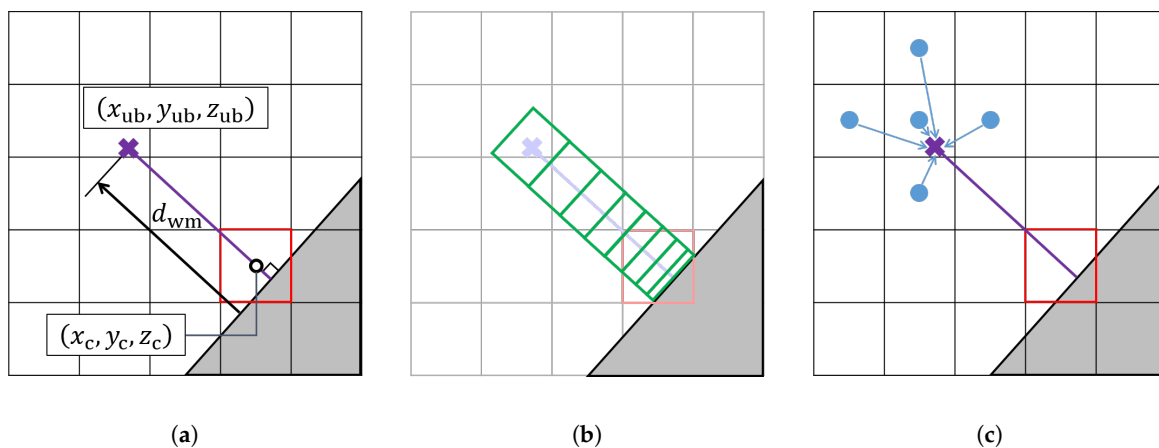 (x_ub, y_ub, z_ub)
d_wm
(x_c, y_c, z_c)
(a)
(b)
(c)